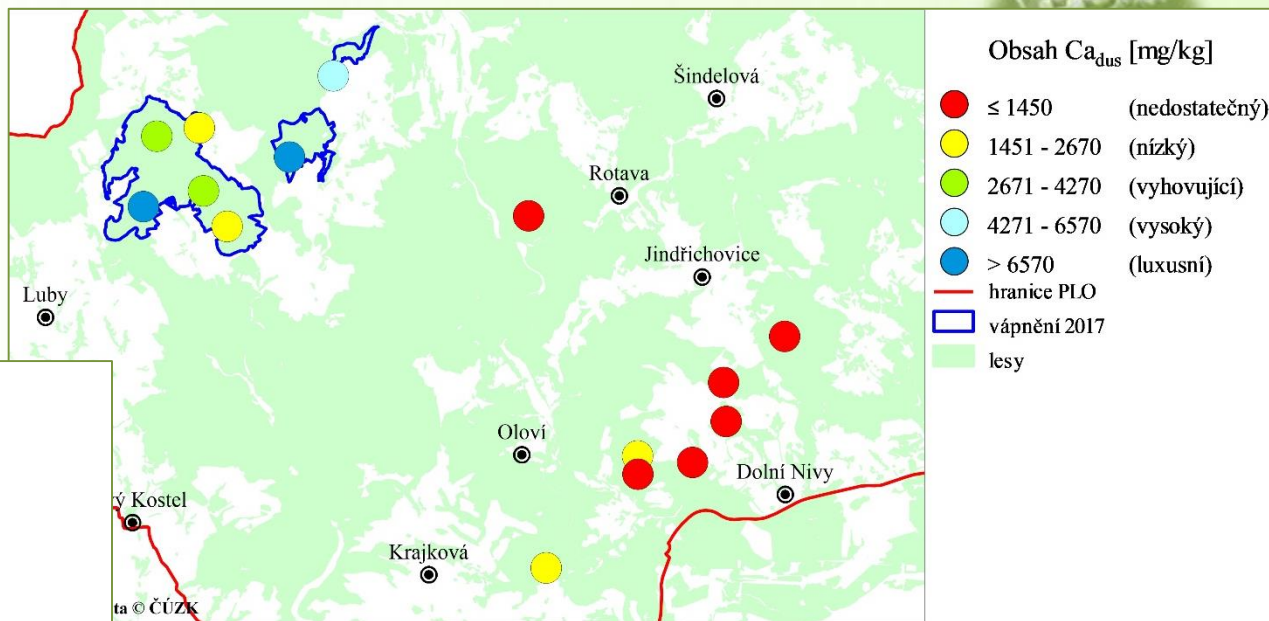 Šindelová
Rotava
Jindřichovice
Luby
Oloví
Dolní Nivy
ý Kostel
Krajková
ta © ČÚZK
Obsah Ca_dus [mg/kg]
≤ 1450 (nedostatečný)
1451 - 2670 (nízký)
2671 - 4270 (vyhovující)
4271 - 6570 (vysoký)
> 6570 (luxusní)
hranice PLO
vápnění 2017
lesy